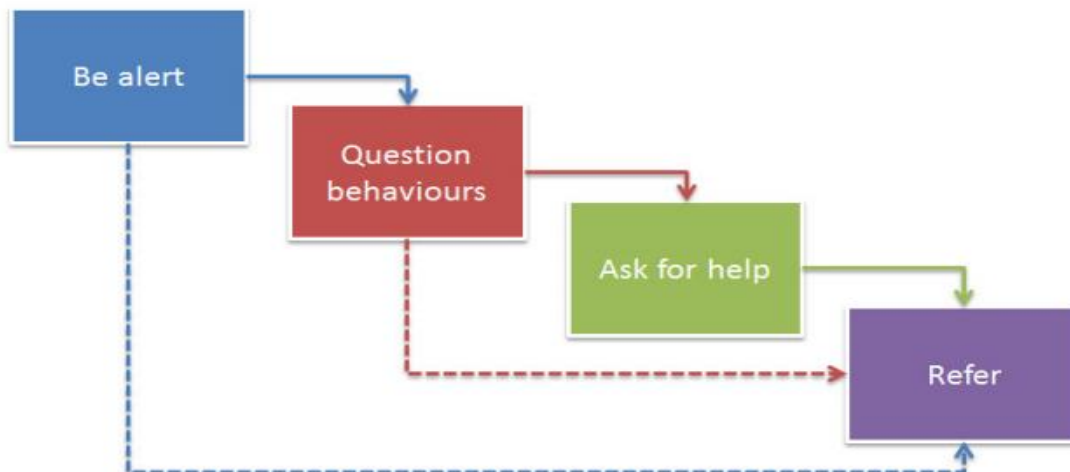 Be alert
Question
behaviours
Ask for help
Refer